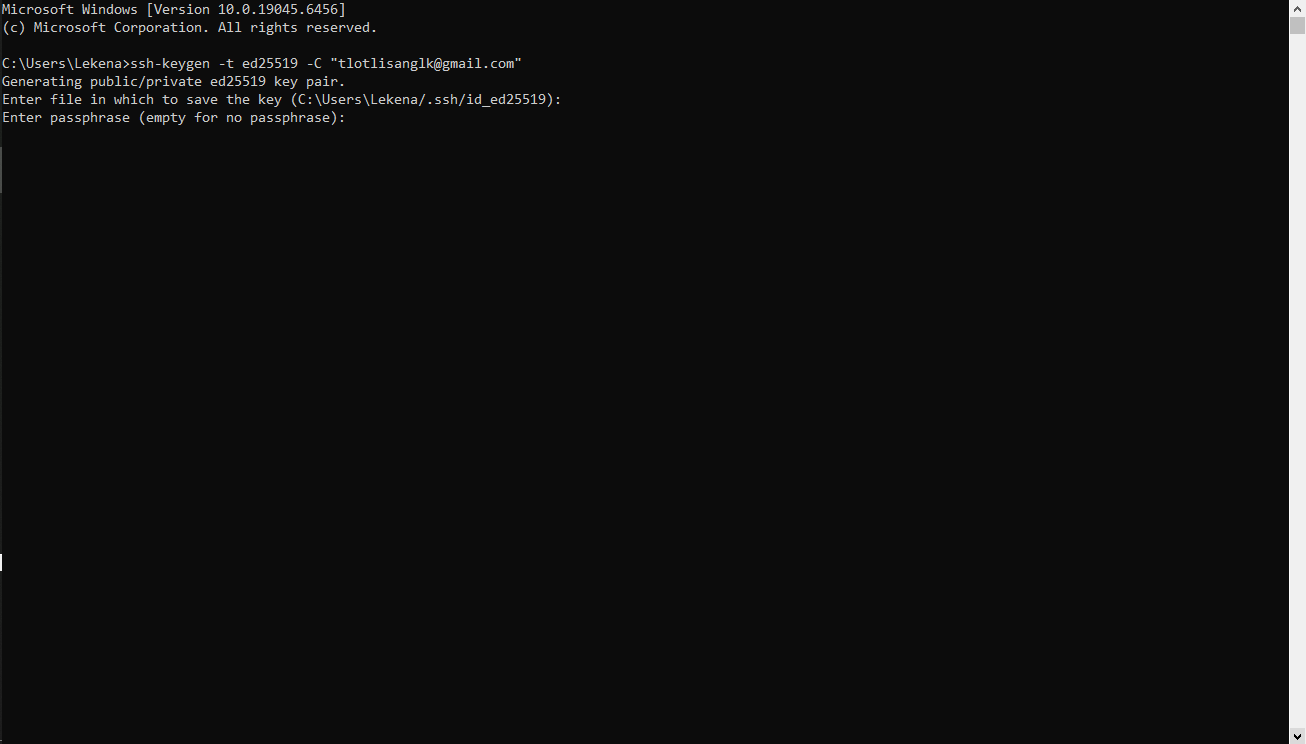 Microsoft Windows [Version 10.0.19045.6456]
(c) Microsoft Corporation. All rights reserved.
C:\Users\Lekena>ssh-keygen -t ed25519 -C "tlotlisanglk@gmail.com"
Generating public/private ed25519 key pair.
Enter file in which to save the key (C:\Users\Lekena/.ssh/id_ed25519):
Enter passphrase (empty for no passphrase):